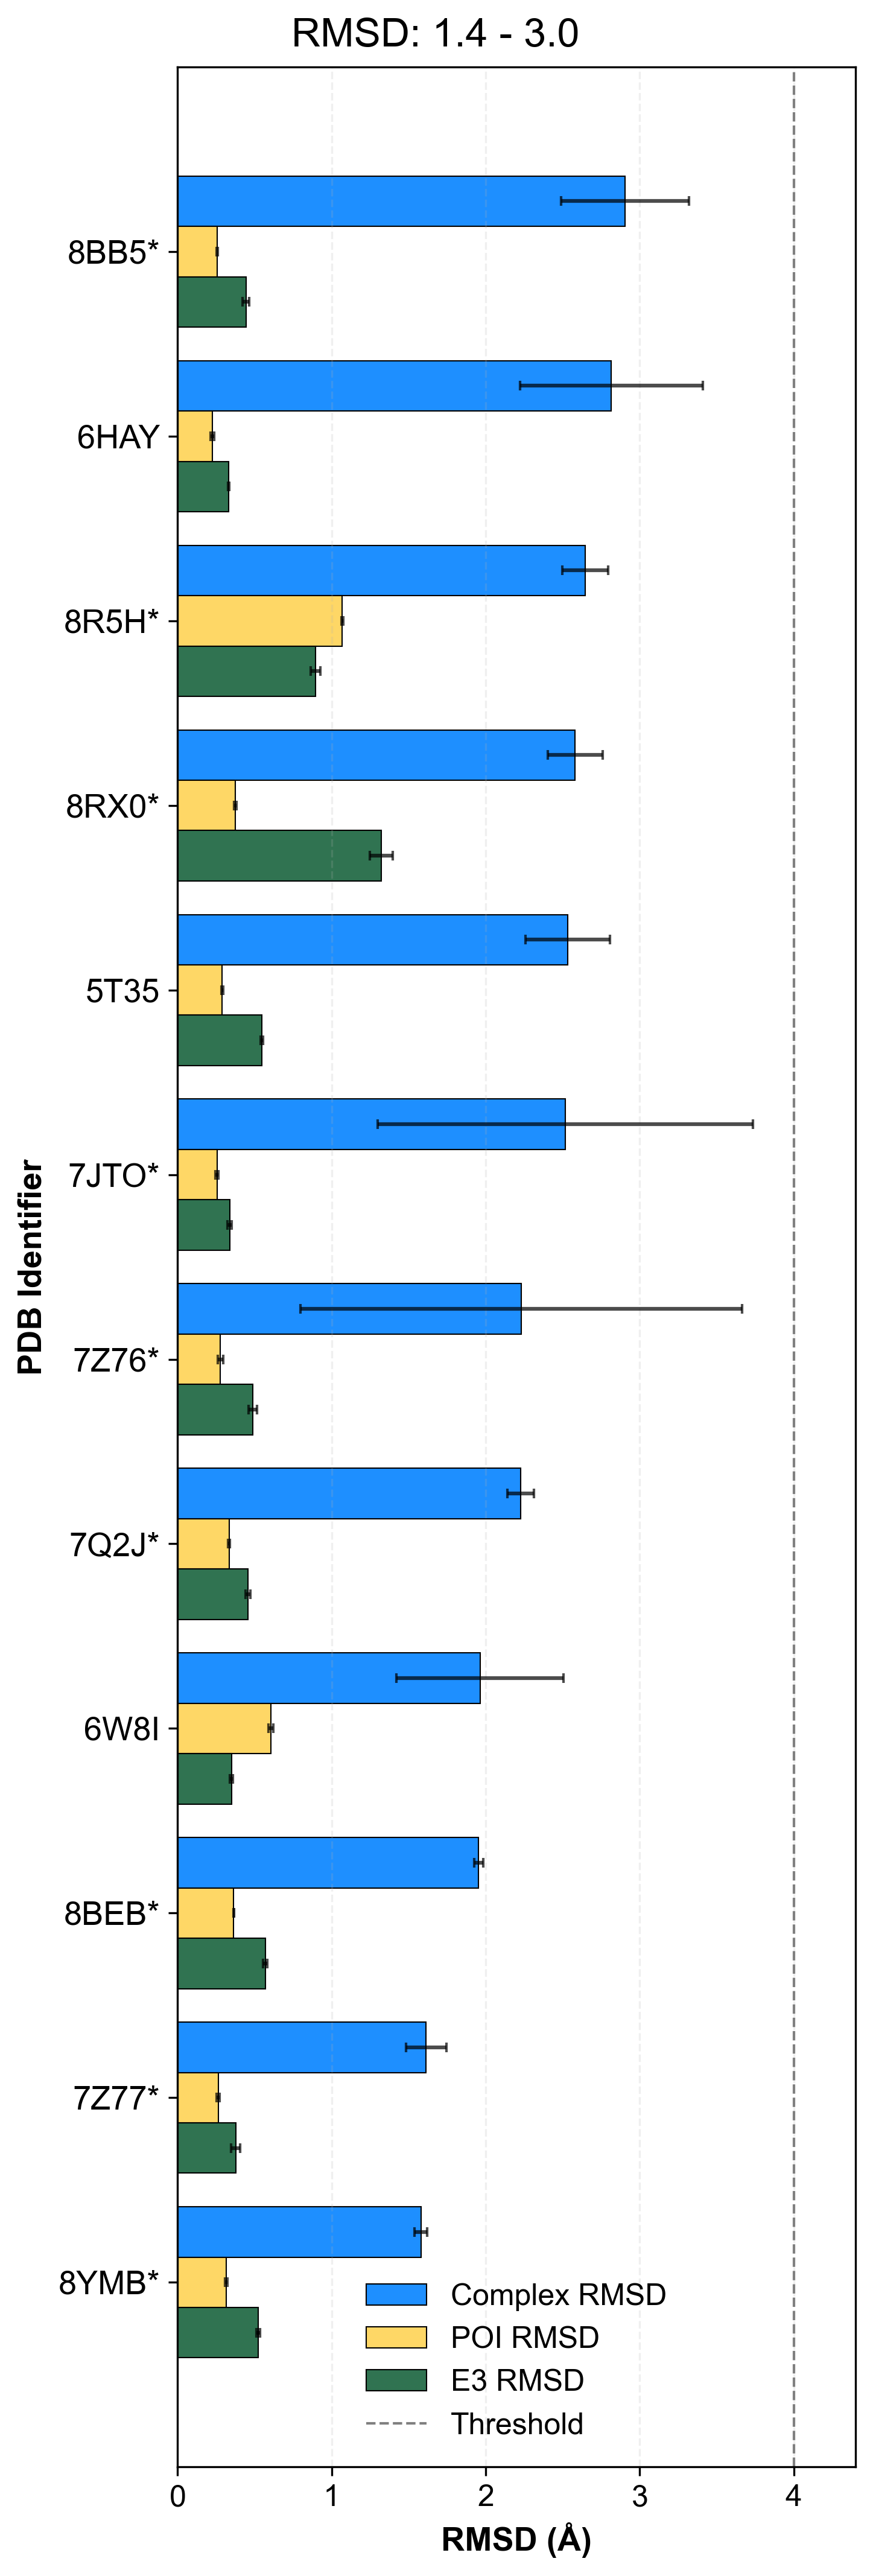 RMSD: 1.4 - 3.0
8BB5*
6HAY
8R5H*
8RX0*
5T35
7JTO*
7Z76*
7Q2J*
6W8I
8BEB*
7Z77*
8YMB*
PDB Identifier
Complex RMSD
POI RMSD
E3 RMSD
Threshold
0 1 2 3 4
RMSD (Å)